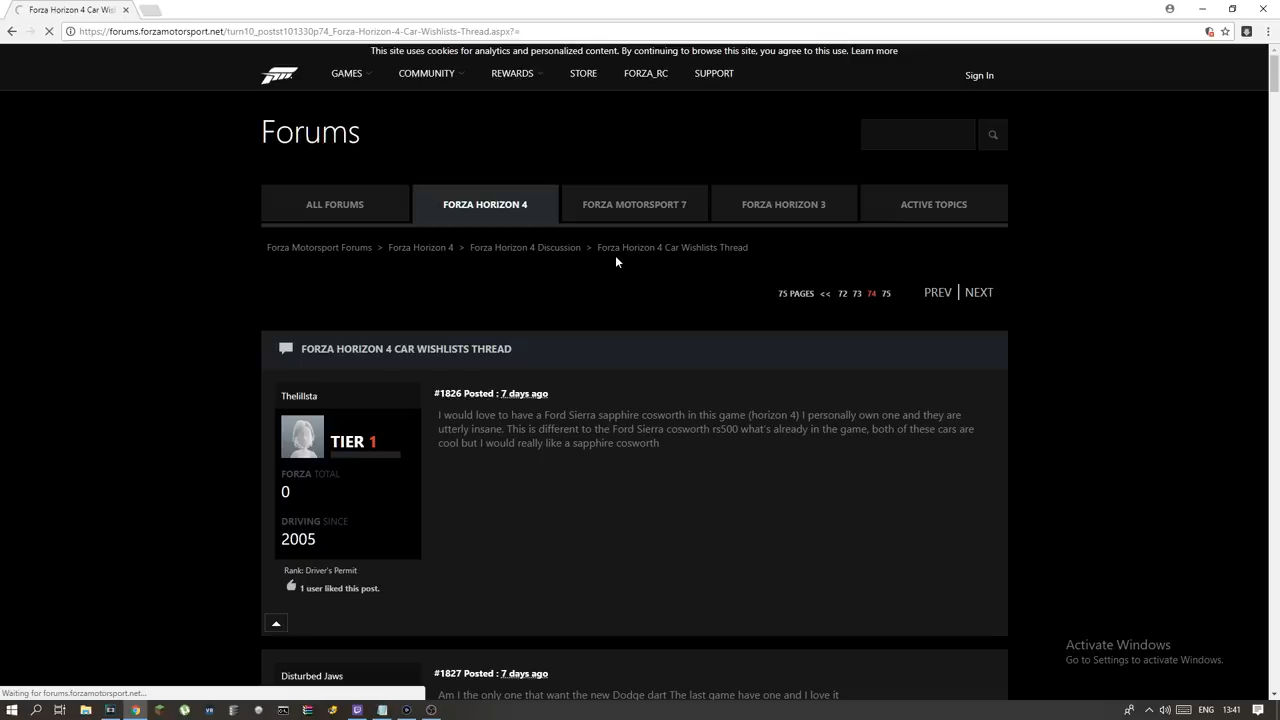 Forza Horizon 4 Car Wis
https://forums.forzamotorsport.net/turn10_postst101330p74_Forza-Horizon-4-Car-Wishlists-Thread.aspx?=
This site uses cookies for analytics and personalized content. By continuing to browse this site, you agree to this use. Learn more
GAMES COMMUNITY REWARDS STORE FORZA_RC SUPPORT
Sign In
Forums
ALL FORUMS FORZA HORIZON 4 FORZA MOTORSPORT 7 FORZA HORIZON 3 ACTIVE TOPICS
Forza Motorsport Forums > Forza Horizon 4 > Forza Horizon 4 Discussion > Forza Horizon 4 Car Wishlists Thread
75 PAGES << 72 73 74 75 PREV | NEXT
FORZA HORIZON 4 CAR WISHLISTS THREAD
Thelillsta
#1826 Posted : 7 days ago
I would love to have a Ford Sierra sapphire cosworth in this game (horizon 4) I personally own one and they are
utterly insane. This is different to the Ford Sierra cosworth rs500 what's already in the game, both of these cars are
cool but I would really like a sapphire cosworth
TIER 1
FORZA TOTAL
0
DRIVING SINCE
2005
Rank: Driver's Permit
1 user liked this post.
Disturbed Jaws
#1827 Posted : 7 days ago
Am I the only one that want the new Dodge dart The last game have one and I love it
Activate Windows
Go to Settings to activate Windows.
Waiting for forums.forzamotorsport.net...
ENG 13:41